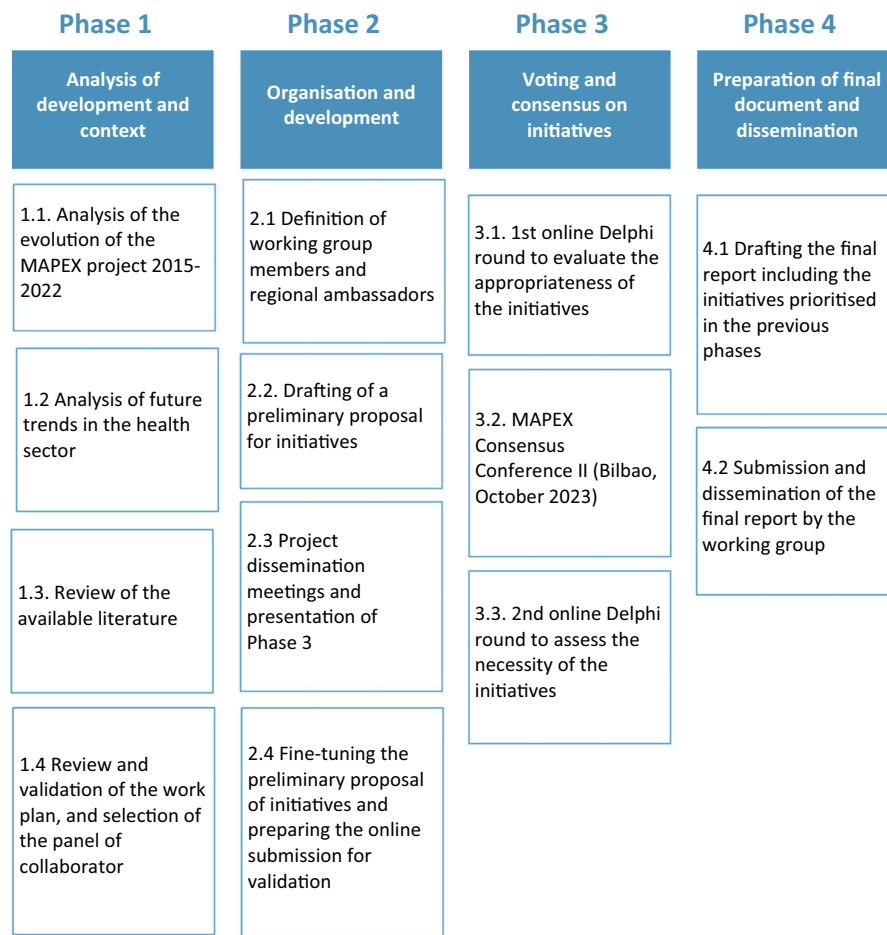 Phase 1
Analysis of
development and
context
1.1. Analysis of the
evolution of the
MAPEX project 2015-
2022
1.2 Analysis of future
trends in the health
sector
1.3. Review of the
available literature
1.4 Review and
validation of the work
plan, and selection of
the panel of
collaborator
Phase 2
Organisation and
development
2.1 Definition of
working group
members and
regional ambassadors
2.2. Drafting of a
preliminary proposal
for initiatives
2.3 Project
dissemination
meetings and
presentation of
Phase 3
2.4 Fine-tuning the
preliminary proposal
of initiatives and
preparing the online
submission for
validation
Phase 3
Voting and
consensus on
initiatives
3.1. 1st online Delphi
round to evaluate the
appropriateness of
the initiatives
3.2. MAPEX
Consensus
Conference II (Bilbao,
October 2023)
3.3. 2nd online Delphi
round to assess the
necessity of the
initiatives
Phase 4
Preparation of final
document and
dissemination
4.1 Drafting the final
report including the
initiatives prioritised
in the previous
phases
4.2 Submission and
dissemination of the
final report by the
working group